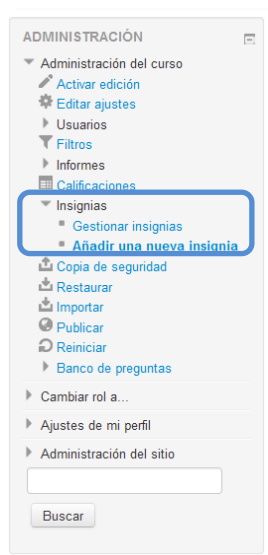 ADMINISTRACIÓN
Administración del curso
Activar edición
Editar ajustes
Usuarios
Filtros
Informes
Calificaciones
Insignias
Gestionar insignias
Añadir una nueva insignia
Copia de seguridad
Restaurar
Importar
Publicar
Reiniciar
Banco de preguntas
Cambiar rol a...
Ajustes de mi perfil
Administración del sitio
Buscar